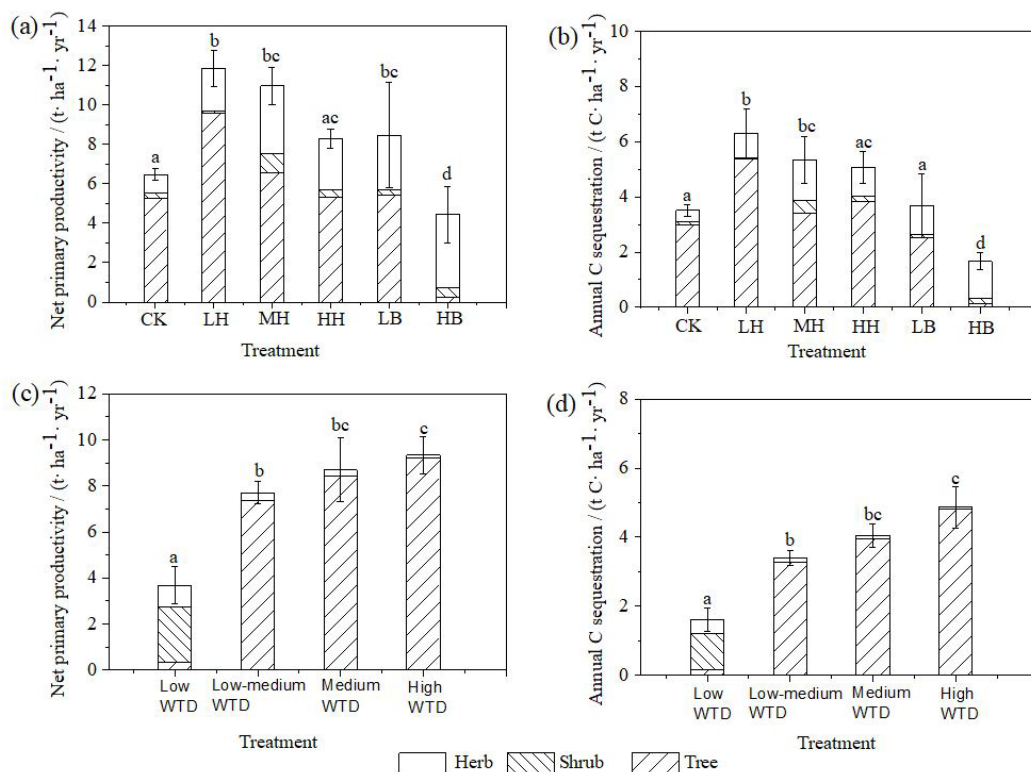 (a)
Net primary productivity / (t· ha⁻¹· yr⁻¹)
14
12
10
8
6
4
2
0
a
b
bc
ac
bc
d
CK LH MH HH LB HB
Treatment
(b)
Annual C sequestration / (t C· ha⁻¹· yr⁻¹)
10
8
6
4
2
0
a
b
bc
ac
a
d
CK LH MH HH LB HB
Treatment
(c)
Net primary productivity / (t· ha⁻¹· yr⁻¹)
12
10
8
6
4
2
0
a
b
bc
c
Low Low-medium Medium High
WTD WTD WTD WTD
Treatment
(d)
Annual C sequestration / (t C· ha⁻¹· yr⁻¹)
8
6
4
2
0
a
b
bc
c
Low Low-medium Medium High
WTD WTD WTD WTD
Treatment
Herb Shrub Tree